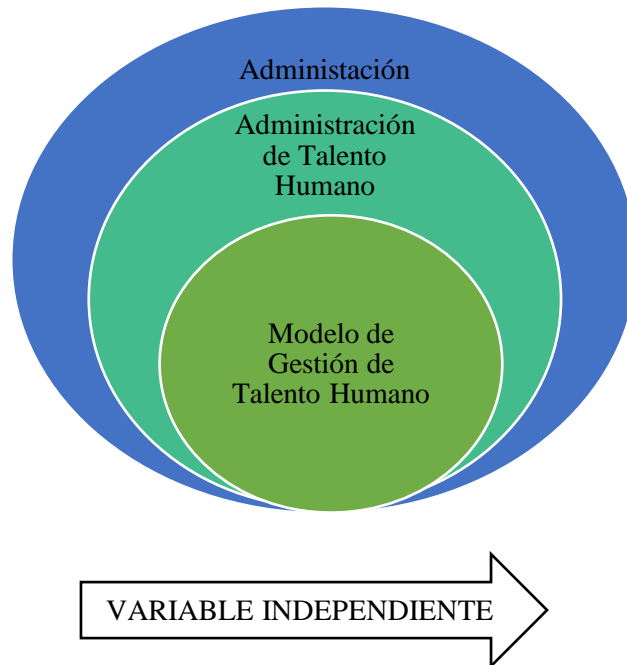 Administación
Administración
de Talento
Humano
Modelo de
Gestión de
Talento Humano
VARIABLE INDEPENDIENTE